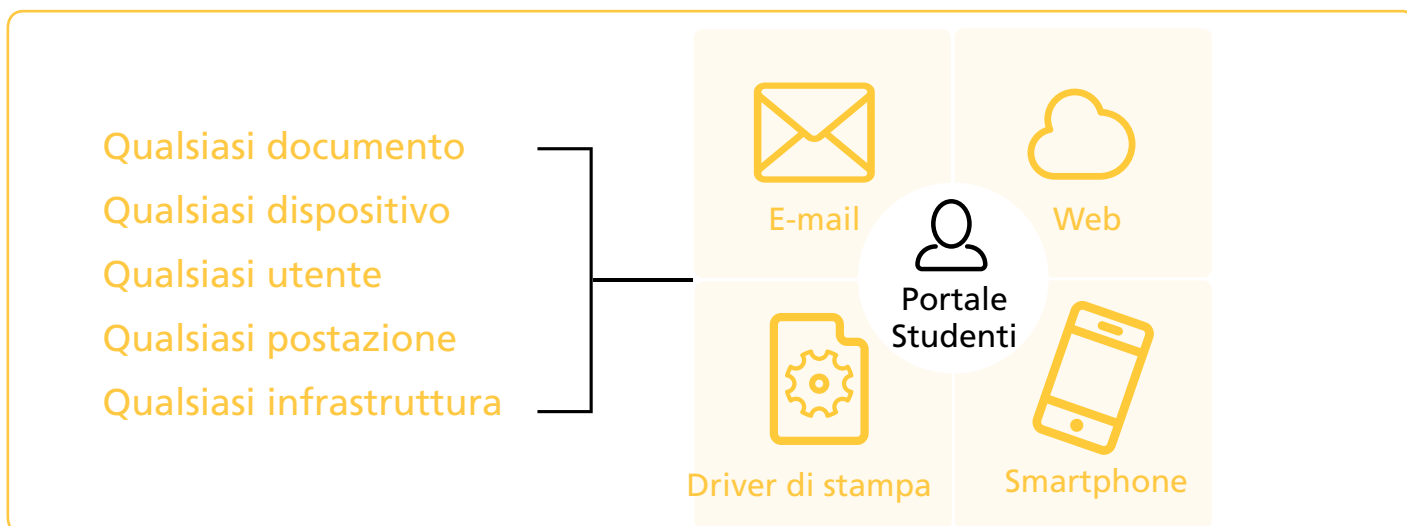 Qualsiasi documento
Qualsiasi dispositivo
Qualsiasi utente
Qualsiasi postazione
Qualsiasi infrastruttura
E-mail
Web
Portale
Studenti
Driver di stampa
Smartphone